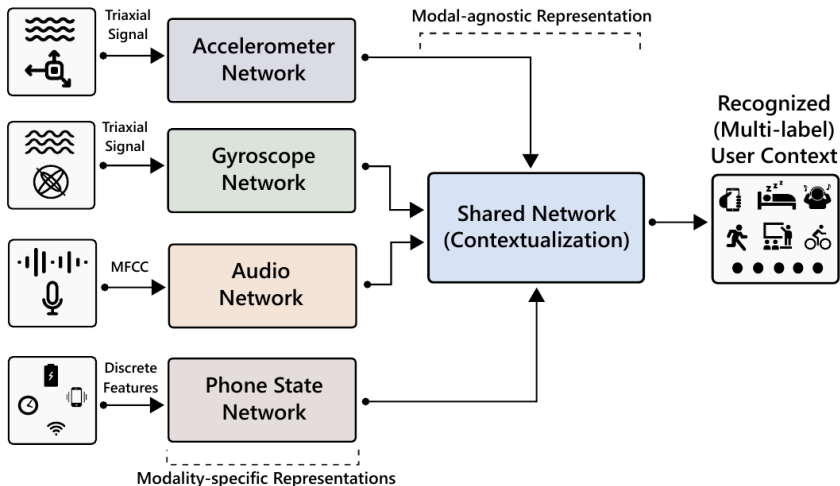 Triaxial
Signal
Accelerometer
Network
Modal-agnostic Representation
Triaxial
Signal
Gyroscope
Network
MFCC
Audio
Network
Discrete
Features
Phone State
Network
Modality-specific Representations
Shared Network
(Contextualization)
Recognized
(Multi-label)
User Context
z z z